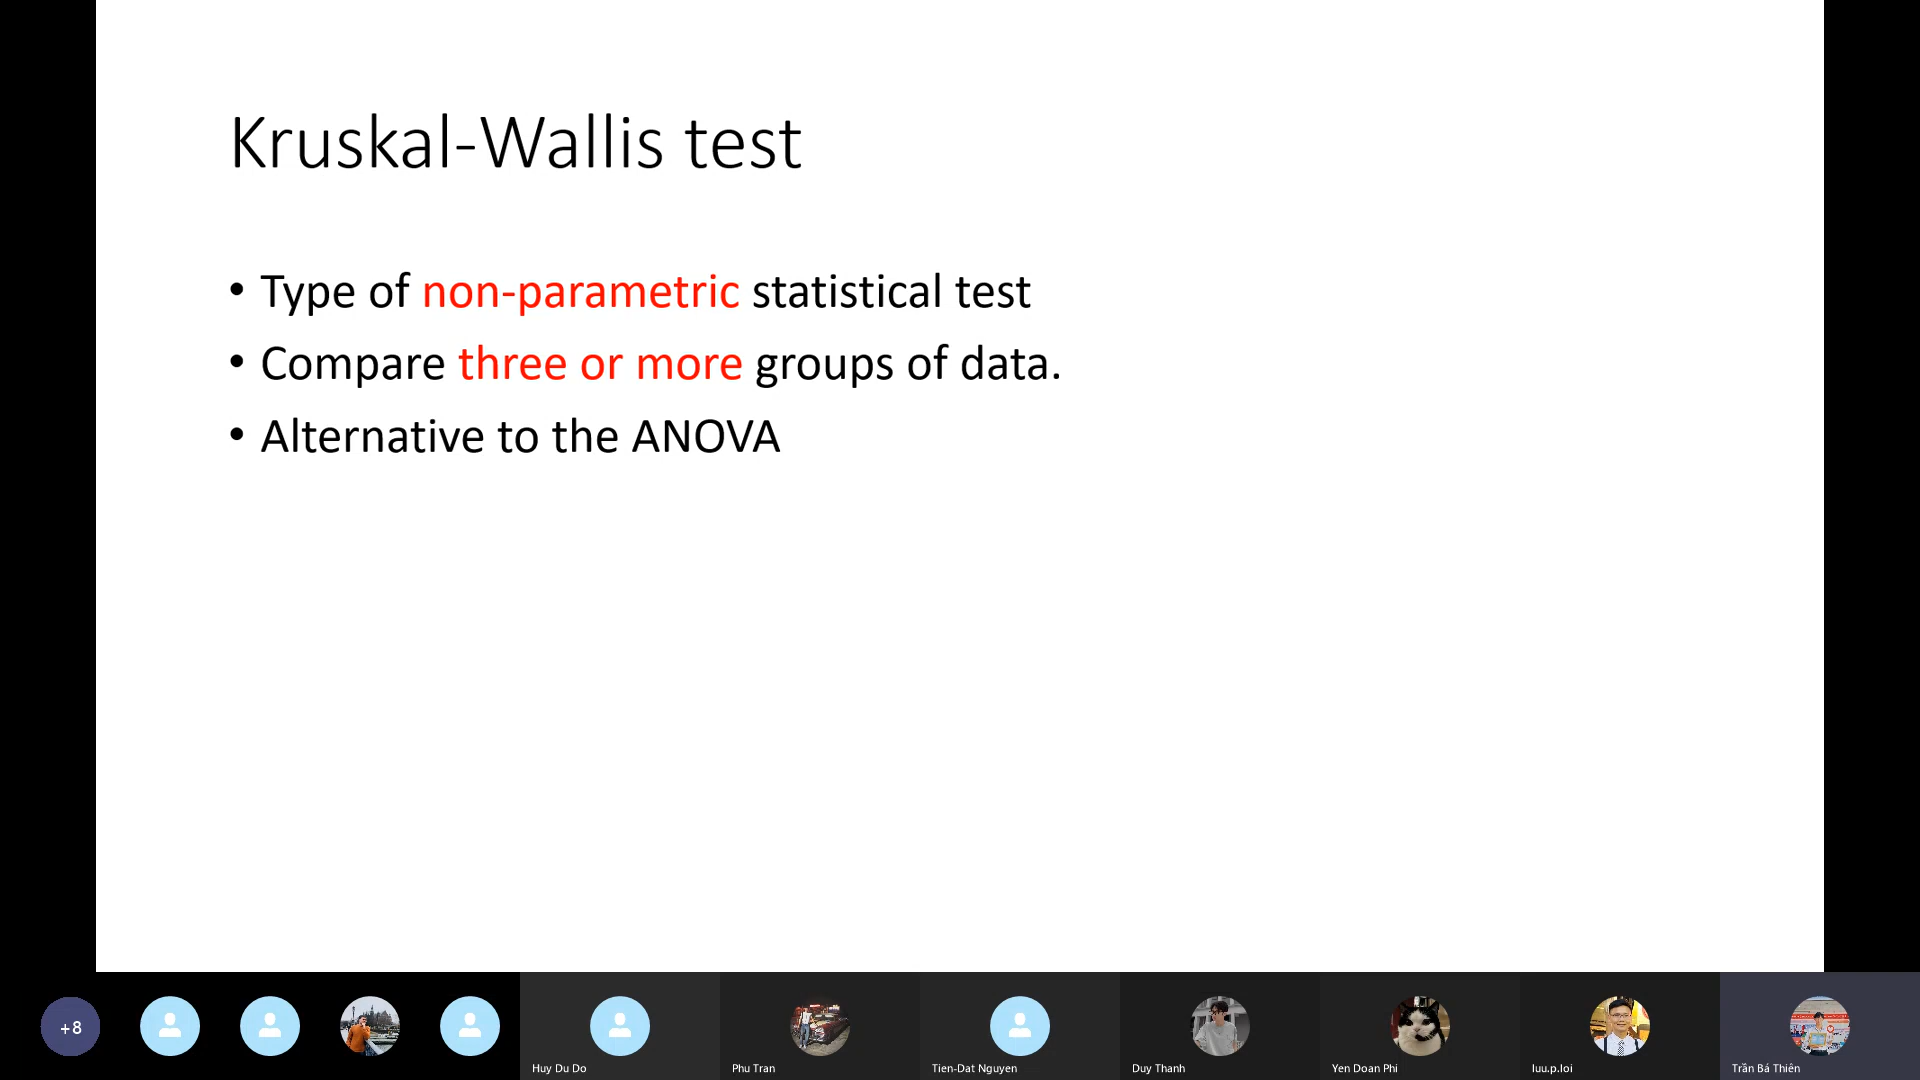 Kruskal-Wallis test
• Type of non-parametric statistical test
• Compare three or more groups of data.
• Alternative to the ANOVA
+8
Huy Du Do
Phu Tran
Tien-Dat Nguyen
Duy Thanh
Yen Doan Phi
luu.p.loi
Trần Bá Thiên